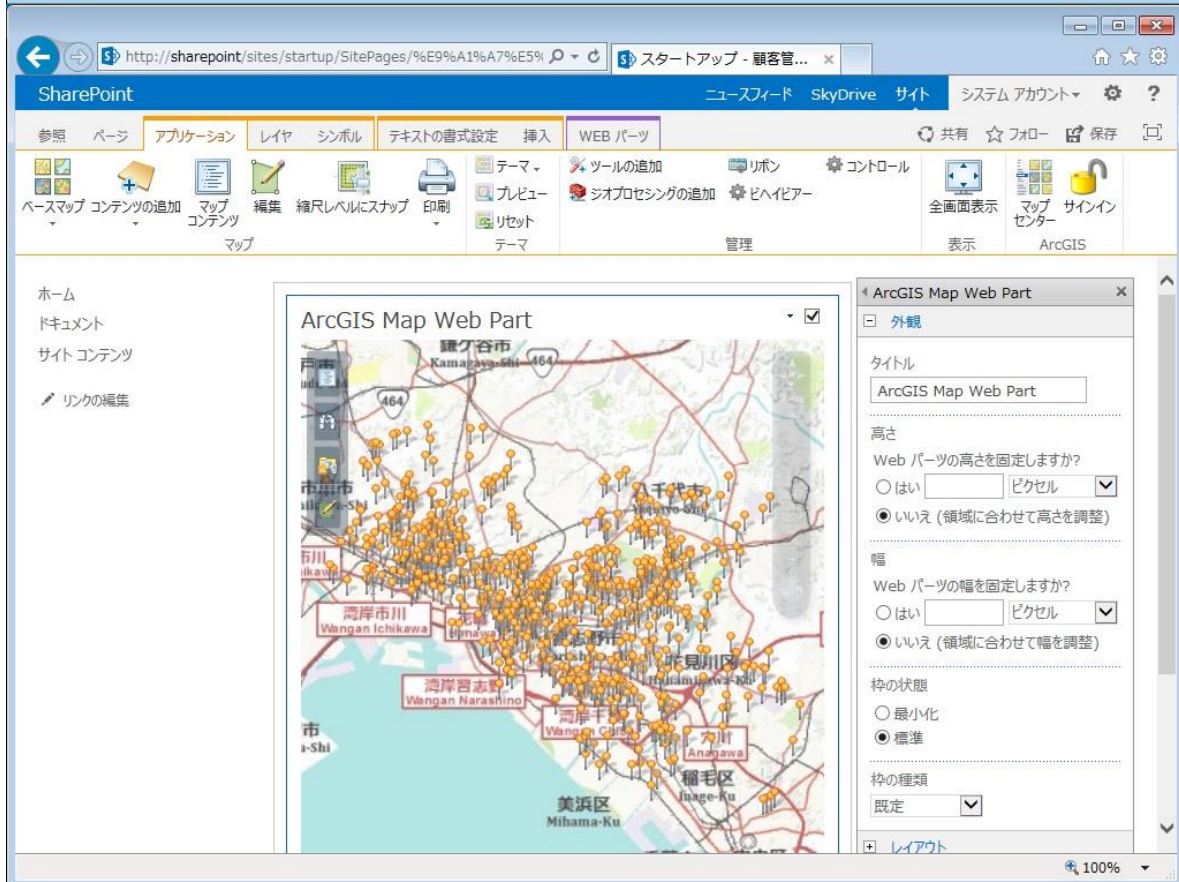 http://sharepoint/sites/startup/SitePages/%E9%A1%A7%E5%
スタートアップ - 顧客管...
SharePoint
ニュースフィード SkyDrive サイト システム アカウント ?
参照 ページ アプリケーション レイヤ シンボル テキストの書式設定 挿入 WEB パーツ 共有 フォロー 保存
ベースマップ コンテンツの追加 マップ コンテンツ 編集 縮尺レベルにスナップ 印刷
マップ
テーマ
プレビュー
リセット
テーマ
ツールの追加 リボン コントロール
ジオプロセシングの追加 ビヘイビアー
管理
全画面表示
表示
マップ センター サインイン
ArcGIS
ホーム
ドキュメント
サイト コンテンツ
リンクの編集
ArcGIS Map Web Part
鎌ケ谷市
Kamagaya-Shi
464
464
八千代市
湾岸市川
Wangan Ichikawa
花見川区
湾岸習志野
Wangan Narashino
穴川
Anagawa
稲毛区
Inage-Ku
美浜区
Mihama-Ku
ArcGIS Map Web Part
外観
タイトル
ArcGIS Map Web Part
高さ
Web パーツの高さを固定しますか?
はい ピクセル
いいえ (領域に合わせて高さを調整)
幅
Web パーツの幅を固定しますか?
はい ピクセル
いいえ (領域に合わせて幅を調整)
枠の状態
最小化
標準
枠の種類
既定
レイアウト
100%